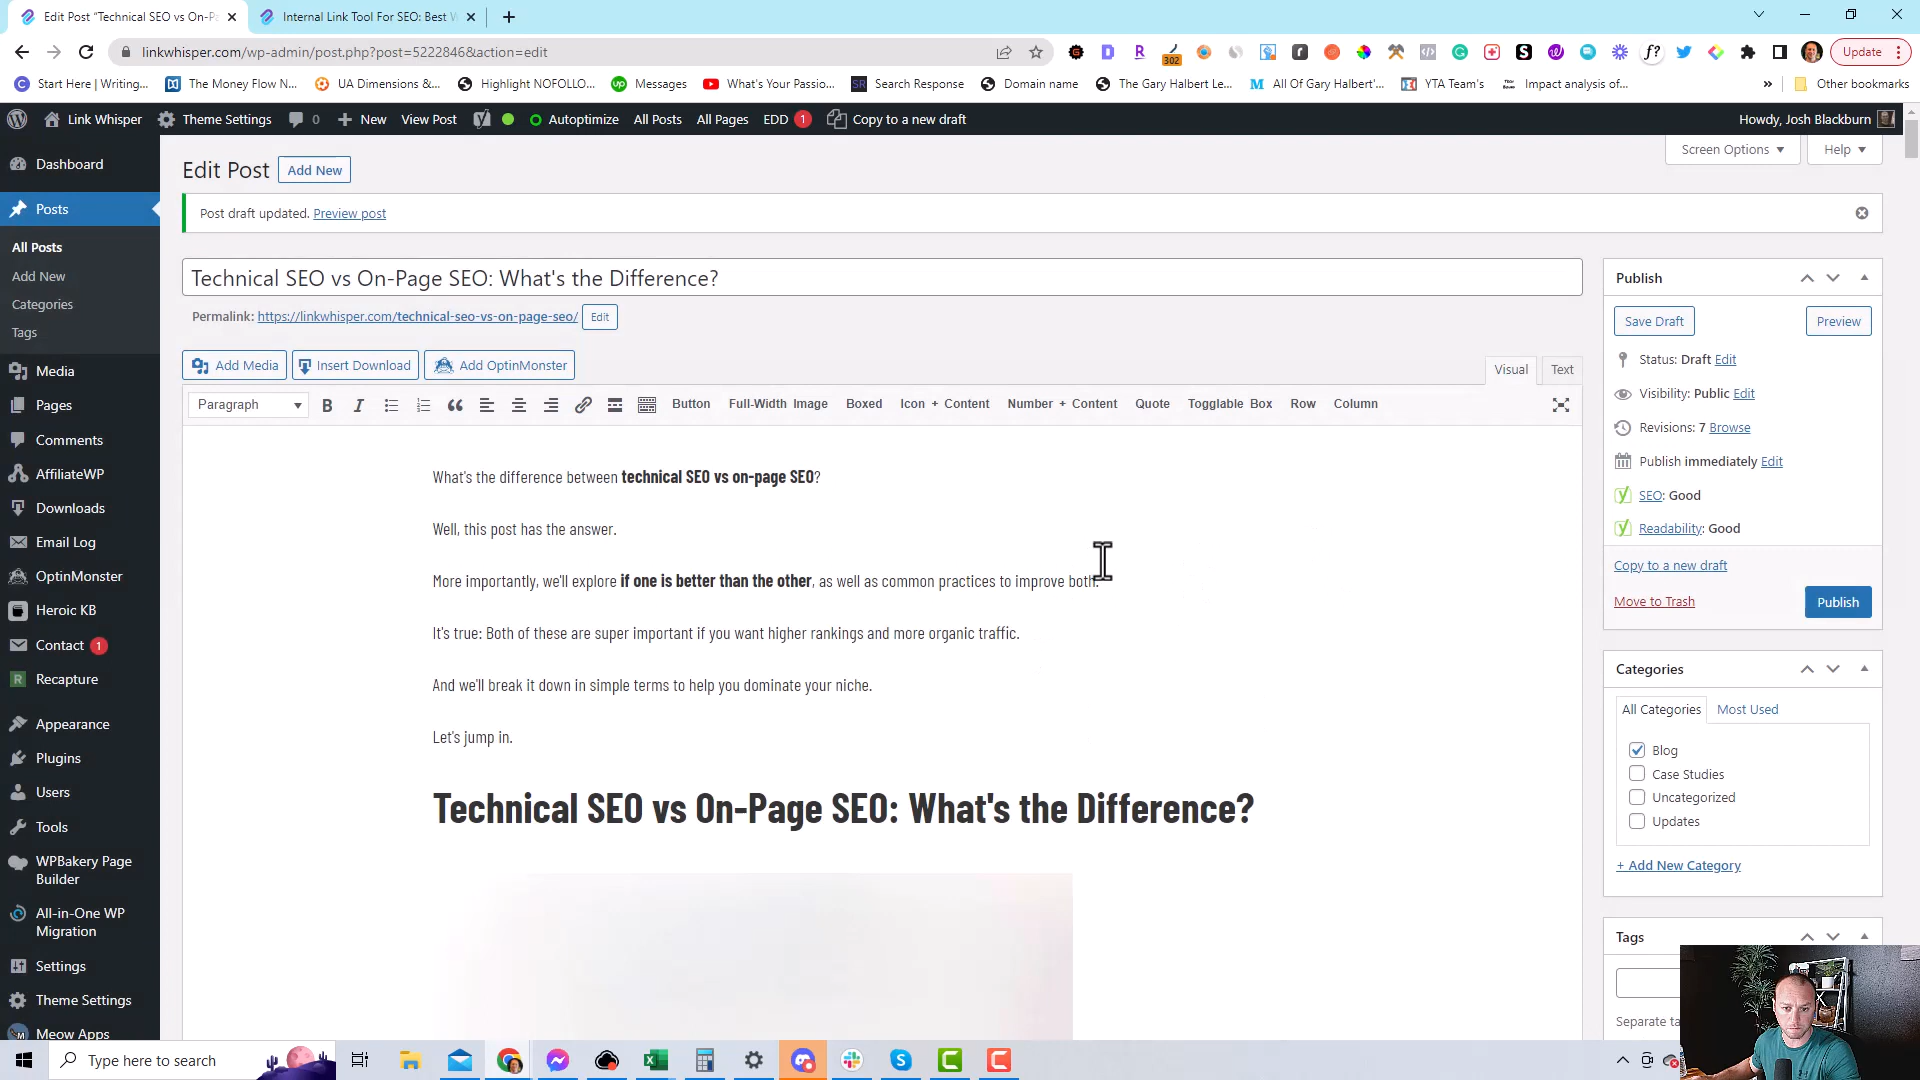 Edit Post "Technical SEO vs On-Pa
Internal Link Tool For SEO: Best W
linkwhisper.com/wp-admin/post.php?post=5222846&action=edit
302
Update
Start Here | Writing...
The Money Flow N...
UA Dimensions &...
Highlight NOFOLLO...
Messages
What's Your Passion...
Search Response
Domain name
The Gary Halbert Le...
All Of Gary Halbert'...
YTA Team's
Impact analysis of...
Other bookmarks
Link Whisper
Theme Settings
0
New
View Post
Autoptimize
All Posts
All Pages
EDD 1
Copy to a new draft
Howdy, Josh Blackburn
Dashboard
Posts
All Posts
Add New
Categories
Tags
Media
Pages
Comments
AffiliateWP
Downloads
Email Log
OptinMonster
Heroic KB
Contact 1
Recapture
Appearance
Plugins
Users
Tools
WPBakery Page
Builder
All-in-One WP
Migration
Settings
Theme Settings
Meow Apps
Edit Post
Add New
Screen Options
Help
Post draft updated. Preview post
Technical SEO vs On-Page SEO: What's the Difference?
Permalink: https://linkwhisper.com/technical-seo-vs-on-page-seo/ Edit
Add Media
Insert Download
Add OptinMonster
Visual
Text
Paragraph
Button
Full-Width Image
Boxed
Icon + Content
Number + Content
Quote
Togglable Box
Row
Column
What's the difference between technical SEO vs on-page SEO?
Well, this post has the answer.
More importantly, we'll explore if one is better than the other, as well as common practices to improve both.
It's true: Both of these are super important if you want higher rankings and more organic traffic.
And we'll break it down in simple terms to help you dominate your niche.
Let's jump in.
Technical SEO vs On-Page SEO: What's the Difference?
Publish
Save Draft
Preview
Status: Draft Edit
Visibility: Public Edit
Revisions: 7 Browse
Publish immediately Edit
SEO: Good
Readability: Good
Copy to a new draft
Move to Trash
Publish
Categories
All Categories
Most Used
Blog
Case Studies
Uncategorized
Updates
+ Add New Category
Tags
Separate ta
Type here to search